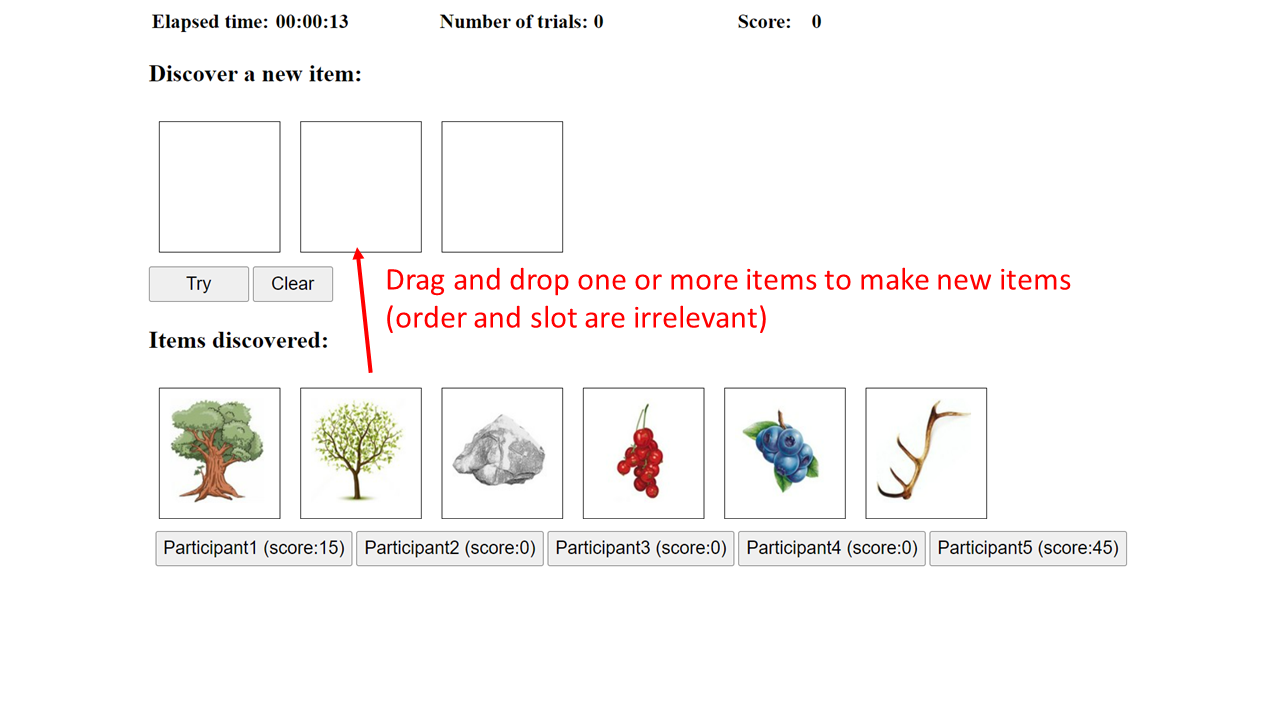 Elapsed time: 00:00:13 Number of trials: 0 Score: 0
Discover a new item:
Try Clear
Drag and drop one or more items to make new items
(order and slot are irrelevant)
Items discovered:
Participant1 (score:15) Participant2 (score:0) Participant3 (score:0) Participant4 (score:0) Participant5 (score:45)